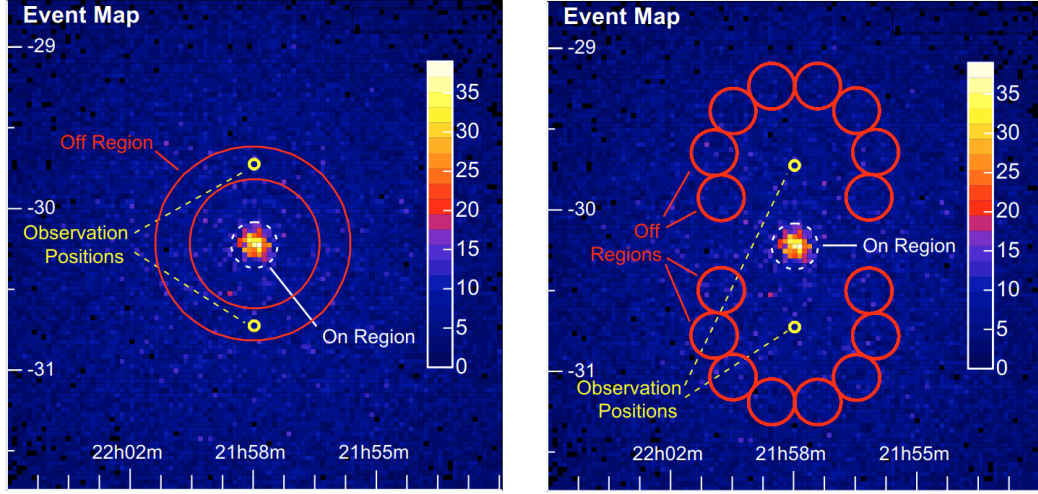 Event Map
-29
-30
-31
Off Region
Observation
Positions
On Region
35
30
25
20
15
10
5
0
22h02m
21h58m
21h55m
Event Map
-29
-30
-31
Off
Regions
On Region
Observation
Positions
35
30
25
20
15
10
5
0
22h02m
21h58m
21h55m